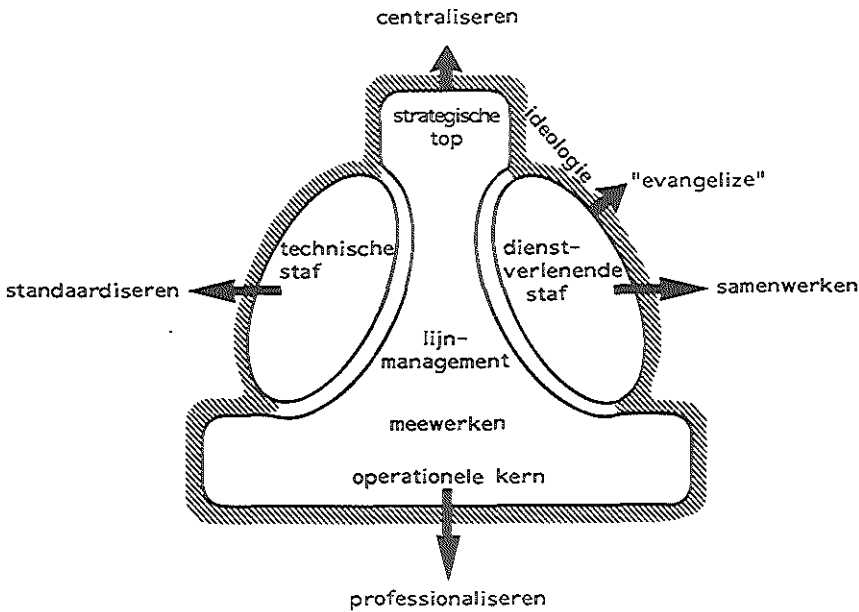 centraliseren
strategische
top
ideologie
"evangelize"
technische
staf
dienst-
verlenende
staf
standaardiseren
samenwerken
lijn-
management
meewerken
operationele kern
professionaliseren